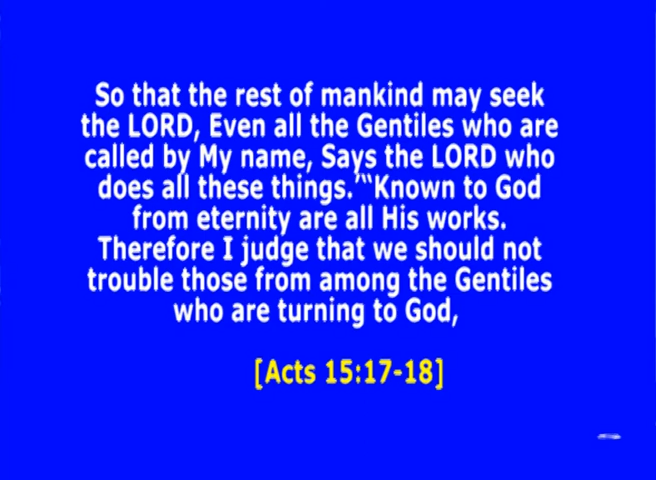 So that the rest of mankind may seek
the LORD, Even all the Gentiles who are
called by My name, Says the LORD who
does all these things.’“Known to God
from eternity are all His works.
Therefore I judge that we should not
trouble those from among the Gentiles
who are turning to God,
[Acts 15:17-18]